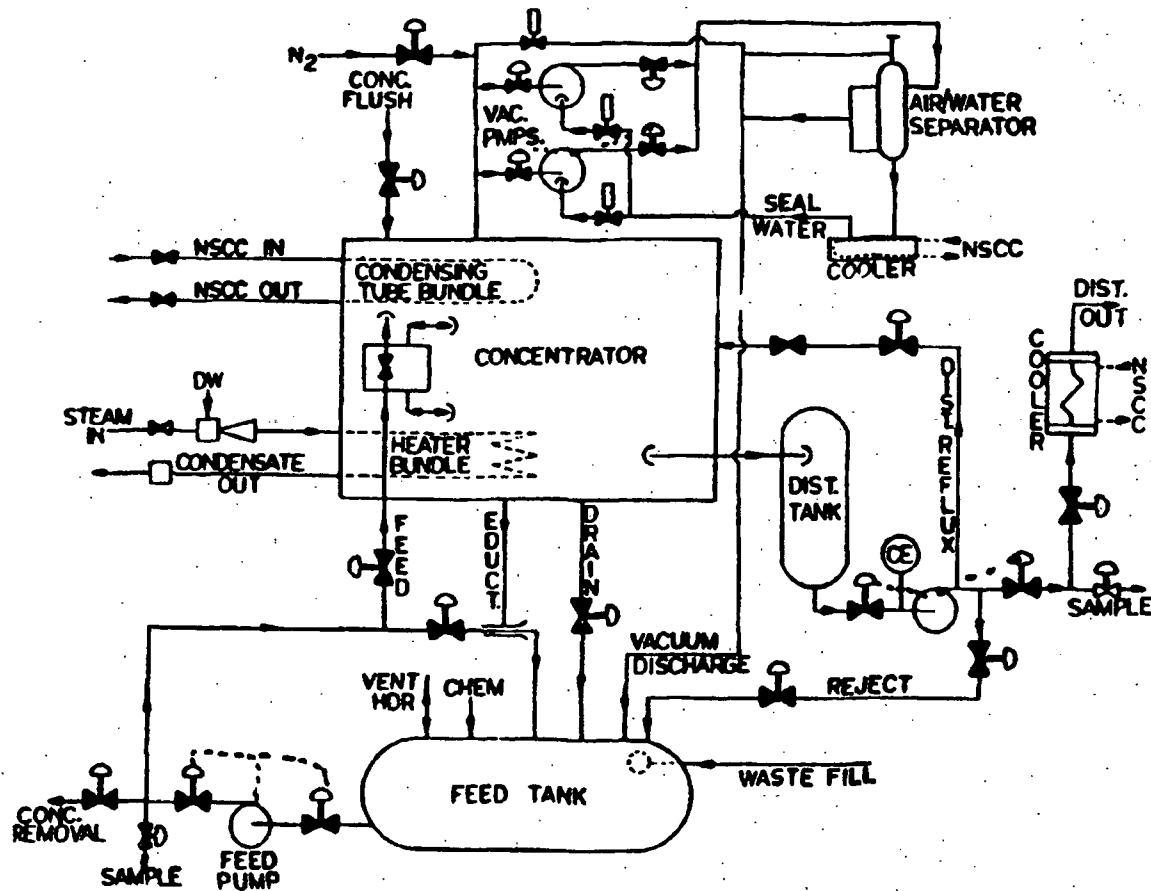 N2
CONC.
FLUSH
VAC.
PMPS.
AIR/WATER
SEPARATOR
SEAL
WATER
NSCC
COOLER
NSCC IN
NSCC OUT
CONDENSING
TUBE BUNDLE
CONCENTRATOR
DIST.
OUT
COOLER
NSCC
DW
STEAM
IN
CONDENSATE
OUT
HEATER
BUNDLE
DIST.
TANK
DIST. REFLUX
CE
FEED
EDUCT.
DRAIN
SAMPLE
VACUUM
DISCHARGE
REJECT
VENT
HDR
CHEM
FEED TANK
WASTE FILL
CONC.
REMOVAL
SAMPLE
FEED
PUMP